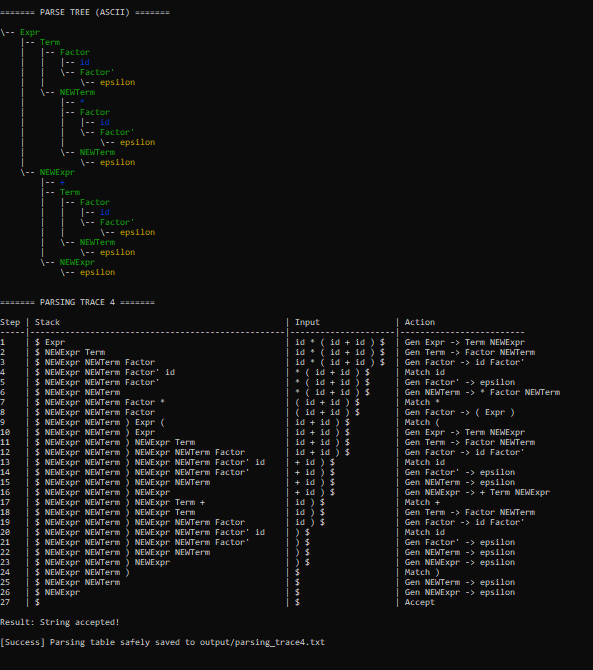 ======= PARSE TREE (ASCII) =======
\-- Expr
    |-- Term
    |   |-- Factor
    |   |   |-- id
    |   |   \-- Factor'
    |   |       \-- epsilon
    |   \-- NEWTerm
    |       |-- *
    |       |-- Factor
    |       |   |-- id
    |       |   \-- Factor'
    |       |       \-- epsilon
    |       \-- NEWTerm
    |           \-- epsilon
    \-- NEWExpr
        |-- +
        |-- Term
        |   |-- Factor
        |   |   |-- id
        |   |   \-- Factor'
        |   |       \-- epsilon
        |   \-- NEWTerm
        |       \-- epsilon
        \-- NEWExpr
            \-- epsilon
======= PARSING TRACE 4 =======
Step | Stack | Input | Action
-----|---------------------------------------------------|----------------------|-------------------------
1 | $ Expr | id * ( id + id ) $ | Gen Expr -> Term NEWExpr
2 | $ NEWExpr Term | id * ( id + id ) $ | Gen Term -> Factor NEWTerm
3 | $ NEWExpr NEWTerm Factor | id * ( id + id ) $ | Gen Factor -> id Factor'
4 | $ NEWExpr NEWTerm Factor' id | * ( id + id ) $ | Match id
5 | $ NEWExpr NEWTerm Factor' | * ( id + id ) $ | Gen Factor' -> epsilon
6 | $ NEWExpr NEWTerm | * ( id + id ) $ | Gen NEWTerm -> * Factor NEWTerm
7 | $ NEWExpr NEWTerm Factor * | ( id + id ) $ | Match *
8 | $ NEWExpr NEWTerm Factor | ( id + id ) $ | Gen Factor -> ( Expr )
9 | $ NEWExpr NEWTerm ) Expr ( | id + id ) $ | Match (
10 | $ NEWExpr NEWTerm ) Expr | id + id ) $ | Gen Expr -> Term NEWExpr
11 | $ NEWExpr NEWTerm ) NEWExpr Term | id + id ) $ | Gen Term -> Factor NEWTerm
12 | $ NEWExpr NEWTerm ) NEWExpr NEWTerm Factor | id + id ) $ | Gen Factor -> id Factor'
13 | $ NEWExpr NEWTerm ) NEWExpr NEWTerm Factor' id | + id ) $ | Match id
14 | $ NEWExpr NEWTerm ) NEWExpr NEWTerm Factor' | + id ) $ | Gen Factor' -> epsilon
15 | $ NEWExpr NEWTerm ) NEWExpr NEWTerm | + id ) $ | Gen NEWTerm -> epsilon
16 | $ NEWExpr NEWTerm ) NEWExpr | + id ) $ | Gen NEWExpr -> + Term NEWExpr
17 | $ NEWExpr NEWTerm ) NEWExpr Term + | id ) $ | Match +
18 | $ NEWExpr NEWTerm ) NEWExpr Term | id ) $ | Gen Term -> Factor NEWTerm
19 | $ NEWExpr NEWTerm ) NEWExpr NEWTerm Factor | id ) $ | Gen Factor -> id Factor'
20 | $ NEWExpr NEWTerm ) NEWExpr NEWTerm Factor' id | ) $ | Match id
21 | $ NEWExpr NEWTerm ) NEWExpr NEWTerm Factor' | ) $ | Gen Factor' -> epsilon
22 | $ NEWExpr NEWTerm ) NEWExpr NEWTerm | ) $ | Gen NEWTerm -> epsilon
23 | $ NEWExpr NEWTerm ) NEWExpr | ) $ | Gen NEWExpr -> epsilon
24 | $ NEWExpr NEWTerm ) | $ | Match )
25 | $ NEWExpr NEWTerm | $ | Gen NEWTerm -> epsilon
26 | $ NEWExpr | $ | Gen NEWExpr -> epsilon
27 | $ | $ | Accept
Result: String accepted!
[Success] Parsing table safely saved to output/parsing_trace4.txt